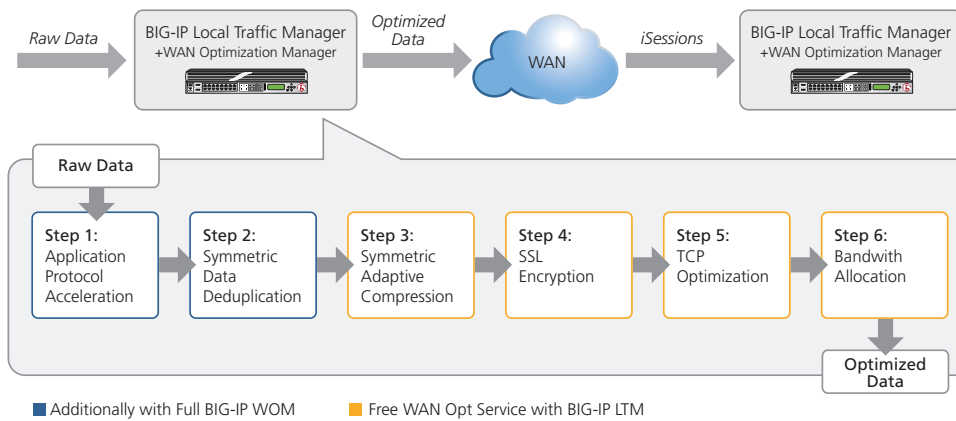 Raw Data
BIG-IP Local Traffic Manager
+WAN Optimization Manager
Optimized
Data
WAN
iSessions
BIG-IP Local Traffic Manager
+WAN Optimization Manager
Raw Data
Step 1:
Application
Protocol
Acceleration
Step 2:
Symmetric
Data
Deduplication
Step 3:
Symmetric
Adaptive
Compression
Step 4:
SSL
Encryption
Step 5:
TCP
Optimization
Step 6:
Bandwith
Allocation
Optimized
Data
Additionally with Full BIG-IP WOM
Free WAN Opt Service with BIG-IP LTM